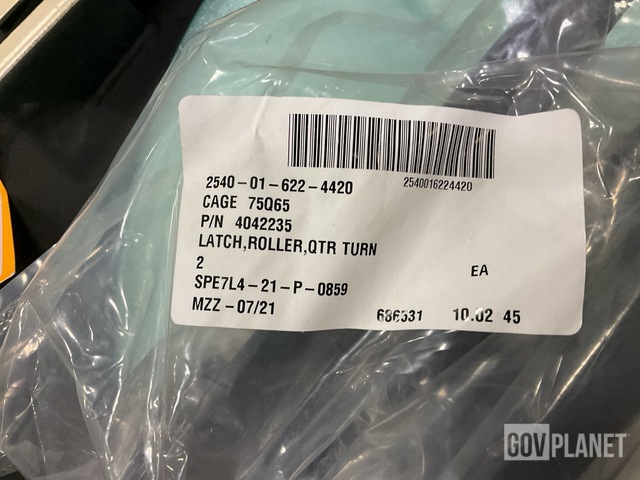 2540-01-622-4420
2540016224420
CAGE 75Q65
P/N 4042235
LATCH,ROLLER,QTR TURN
2 EA
SPE7L4-21-P-0859
MZZ-07/21 686531 10.02 45
GOVPLANET